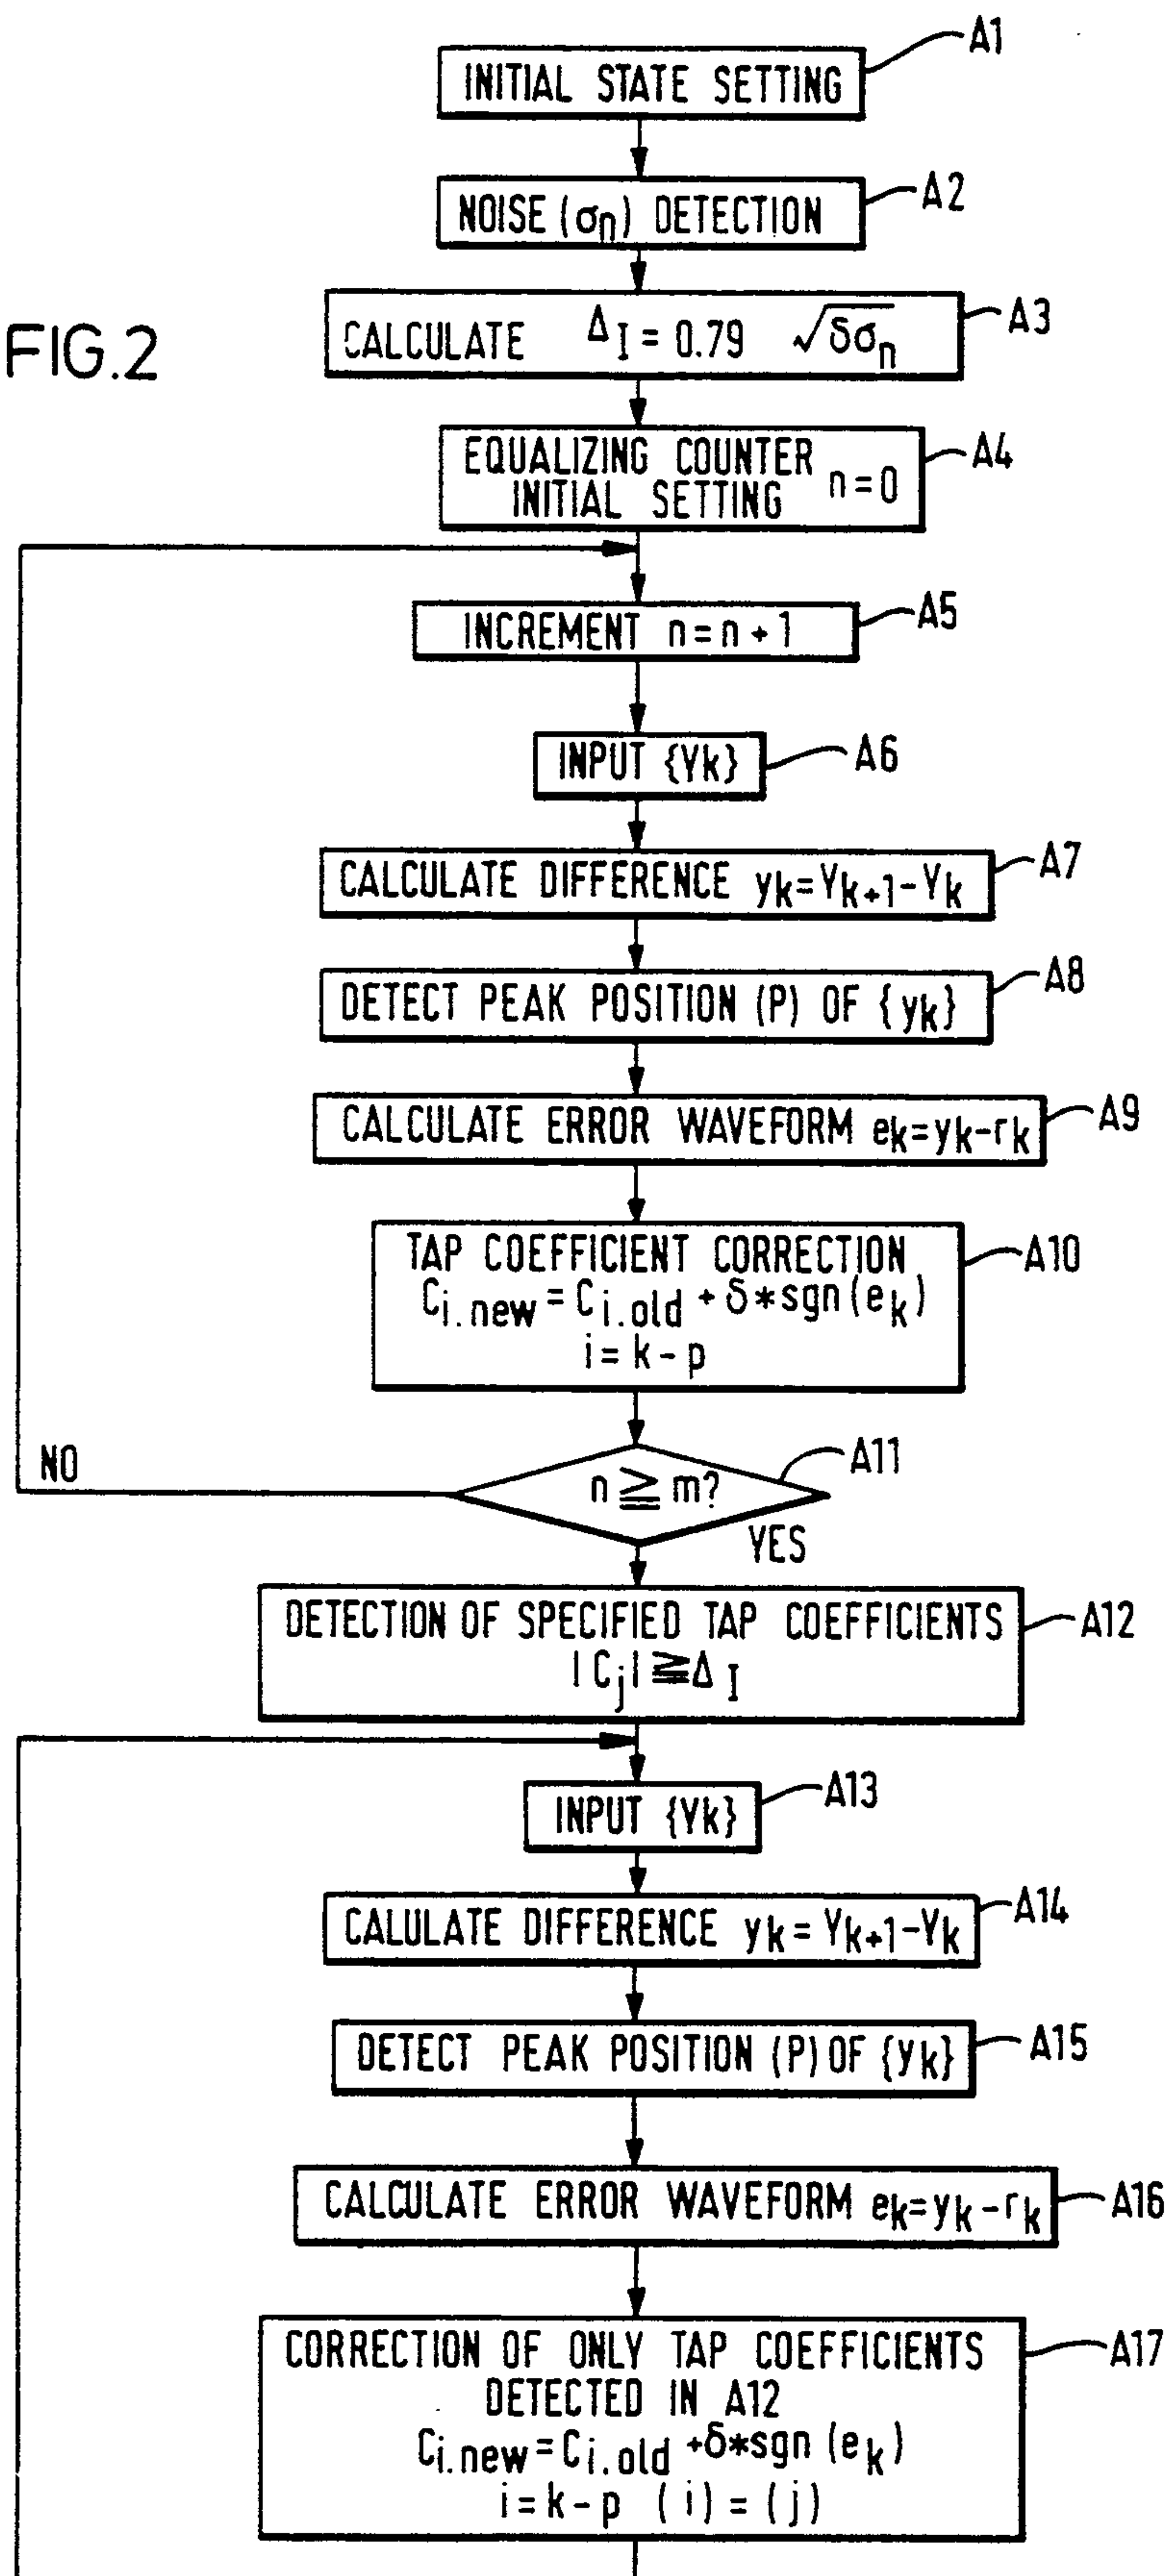 A1
INITIAL STATE SETTING
A2
NOISE (σn) DETECTION
A3
CALCULATE ΔI = 0.79 √δσn
FIG.2
A4
EQUALIZING COUNTER
INITIAL SETTING n=0
A5
INCREMENT n=n+1
A6
INPUT {Yk}
A7
CALCULATE DIFFERENCE yk=Yk+1-Yk
A8
DETECT PEAK POSITION (P) OF {yk}
A9
CALCULATE ERROR WAVEFORM ek=yk-rk
A10
TAP COEFFICIENT CORRECTION
Ci.new=Ci.old+δ*sgn(ek)
i=k-p
A11
NO
n≧m?
YES
A12
DETECTION OF SPECIFIED TAP COEFFICIENTS
|Cj|≧ΔI
A13
INPUT {Yk}
A14
CALULATE DIFFERENCE yk=Yk+1-Yk
A15
DETECT PEAK POSITION (P) OF {yk}
A16
CALCULATE ERROR WAVEFORM ek=yk-rk
A17
CORRECTION OF ONLY TAP COEFFICIENTS
DETECTED IN A12
Ci.new=Ci.old+δ*sgn(ek)
i=k-p (i)=(j)